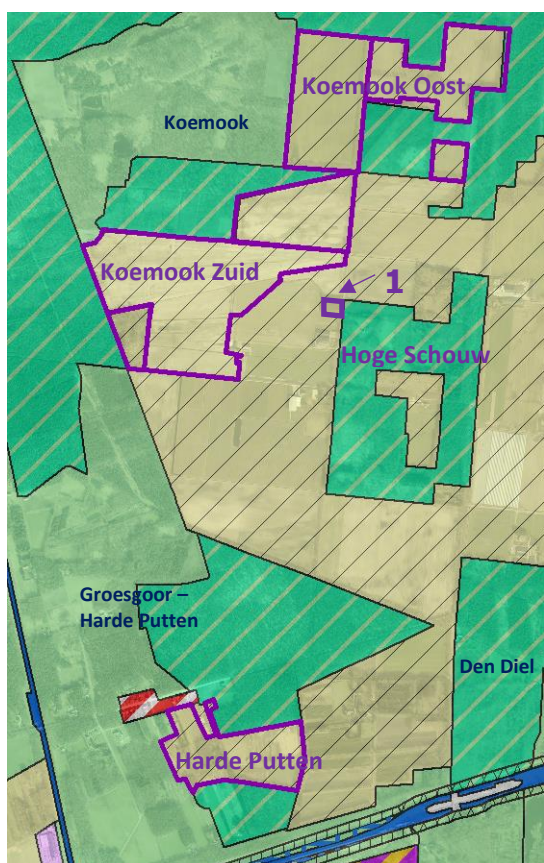 Koemook Oost
Koemook
Koemook Zuid
1
Hoge Schouw
Groesgoor –
Harde Putten
Den Diel
Harde Putten